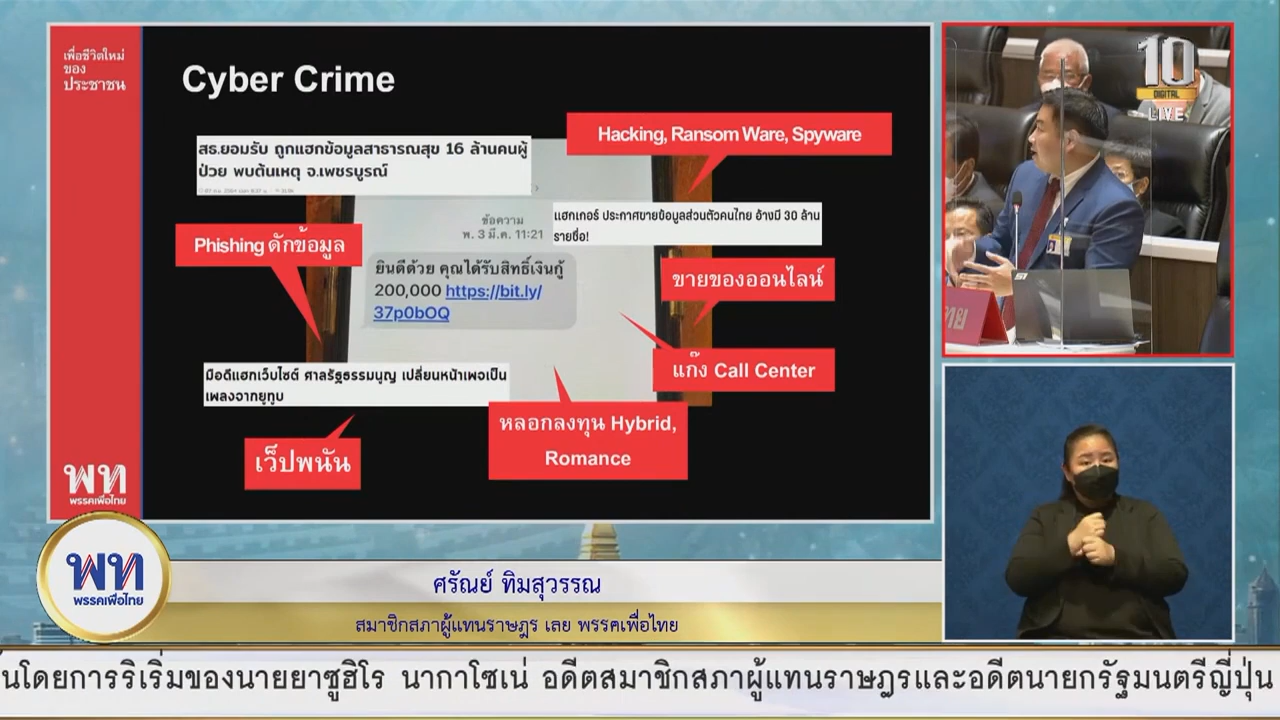 เพื่อชีวิตใหม่
ของ
ประชาชน
Cyber Crime
Hacking, Ransom Ware, Spyware
สธ.ยอมรับ ถูกแฮกข้อมูลสาธารณสุข 16 ล้านคนผู้
ป่วย พบต้นเหตุ จ.เพชรบูรณ์
แฮกเกอร์ ประกาศขายข้อมูลส่วนตัวคนไทย อ้างมี 30 ล้าน
รายชื่อ!
ข้อความ
พ. 3 มี.ค. 11:21
Phishing ดักข้อมูล
ยินดีด้วย คุณได้รับสิทธิ์เงินกู้
200,000 https://bit.ly/
37p0bOQ
ขายของออนไลน์
แก๊ง Call Center
มือดีแฮกเว็บไซต์ ศาลรัฐธรรมนูญ เปลี่ยนหน้าเพจเป็น
เพลงจากยูทูบ
หลอกลงทุน Hybrid,
Romance
เว็ปพนัน
พท
พรรคเพื่อไทย
10
DIGITAL
LIVE
พท
พรรคเพื่อไทย
ศรัณย์ ทิมสุวรรณ
สมาชิกสภาผู้แทนราษฎร เลย พรรคเพื่อไทย
นโดยการริเริ่มของนายยาซูฮิโร นากาโซเน่ อดีตสมาชิกสภาผู้แทนราษฎรและอดีตนายกรัฐมนตรีญี่ปุ่น